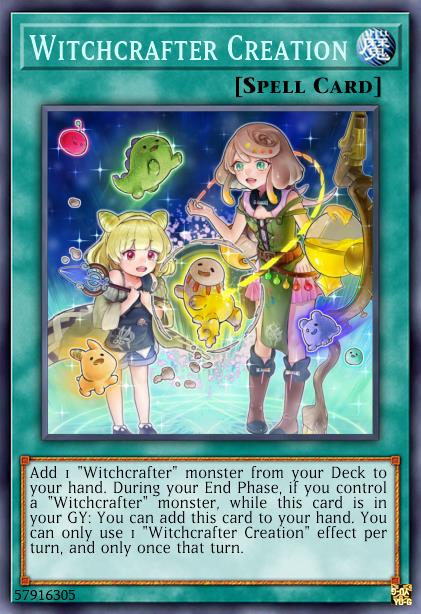 Witchcrafter Creation 魔
[Spell Card]
Add 1 "Witchcrafter" monster from your Deck to
your hand. During your End Phase, if you control
a "Witchcrafter" monster, while this card is in
your GY: You can add this card to your hand. You
can only use 1 "Witchcrafter Creation" effect per
turn, and only once that turn.
57916305